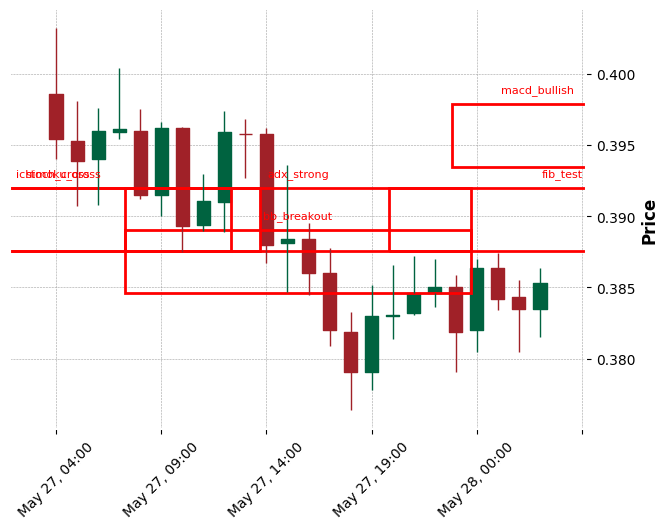 0.400
macd_bullish
0.395
adx_strong
fib_test
0.390
0.385
0.380
Price
May 27, 04:00
May 27, 09:00
May 27, 14:00
May 27, 19:00
May 28, 00:00